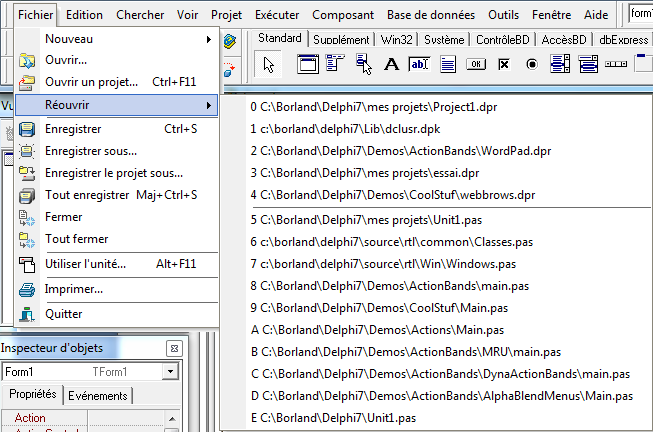 Fichier Edition Chercher Voir Projet Exécuter Composant Base de données Outils Fenêtre Aide form1
Standard Supplément Win32 Système ContrôleBD AccèsBD dbExpress
Nouveau
Ouvrir...
Ouvrir un projet... Ctrl+F11
Réouvrir
Enregistrer Ctrl+S
Enregistrer sous...
Enregistrer le projet sous...
Tout enregistrer Maj+Ctrl+S
Fermer
Tout fermer
Utiliser l'unité... Alt+F11
Imprimer...
Quitter
0 C:\Borland\Delphi7\mes projets\Project1.dpr
1 c:\borland\delphi7\Lib\dclusr.dpk
2 C:\Borland\Delphi7\Demos\ActionBands\WordPad.dpr
3 C:\Borland\Delphi7\mes projets\essai.dpr
4 C:\Borland\Delphi7\Demos\CoolStuf\webbrows.dpr
5 C:\Borland\Delphi7\mes projets\Unit1.pas
6 c:\borland\delphi7\source\rtl\common\Classes.pas
7 c:\borland\delphi7\source\rtl\Win\Windows.pas
8 C:\Borland\Delphi7\Demos\ActionBands\main.pas
9 C:\Borland\Delphi7\Demos\CoolStuf\Main.pas
A C:\Borland\Delphi7\Demos\Actions\Main.pas
B C:\Borland\Delphi7\Demos\ActionBands\MRU\main.pas
C C:\Borland\Delphi7\Demos\ActionBands\DynaActionBands\main.pas
D C:\Borland\Delphi7\Demos\ActionBands\AlphaBlendMenus\Main.pas
E C:\Borland\Delphi7\Unit1.pas
Vu
A ab OK
Inspecteur d'objets
Form1 TForm1
Propriétés Evénements
Action